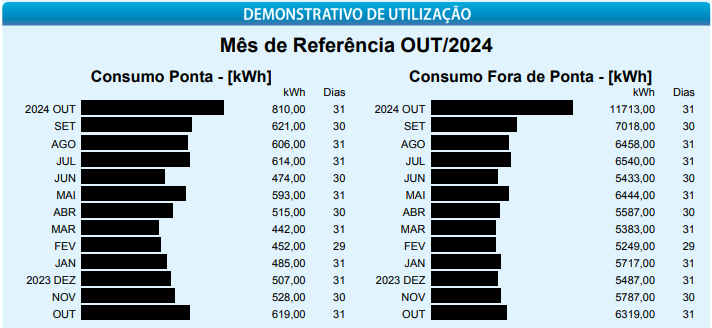 DEMONSTRATIVO DE UTILIZAÇÃO
Mês de Referência OUT/2024
Consumo Ponta - [kWh]
kWh Dias
2024 OUT 810,00 31
SET 621,00 30
AGO 606,00 31
JUL 614,00 31
JUN 474,00 30
MAI 593,00 31
ABR 515,00 30
MAR 442,00 31
FEV 452,00 29
JAN 485,00 31
2023 DEZ 507,00 31
NOV 528,00 30
OUT 619,00 31
Consumo Fora de Ponta - [kWh]
kWh Dias
2024 OUT 11713,00 31
SET 7018,00 30
AGO 6458,00 31
JUL 6540,00 31
JUN 5433,00 30
MAI 6444,00 31
ABR 5587,00 30
MAR 5383,00 31
FEV 5249,00 29
JAN 5717,00 31
2023 DEZ 5487,00 31
NOV 5787,00 30
OUT 6319,00 31